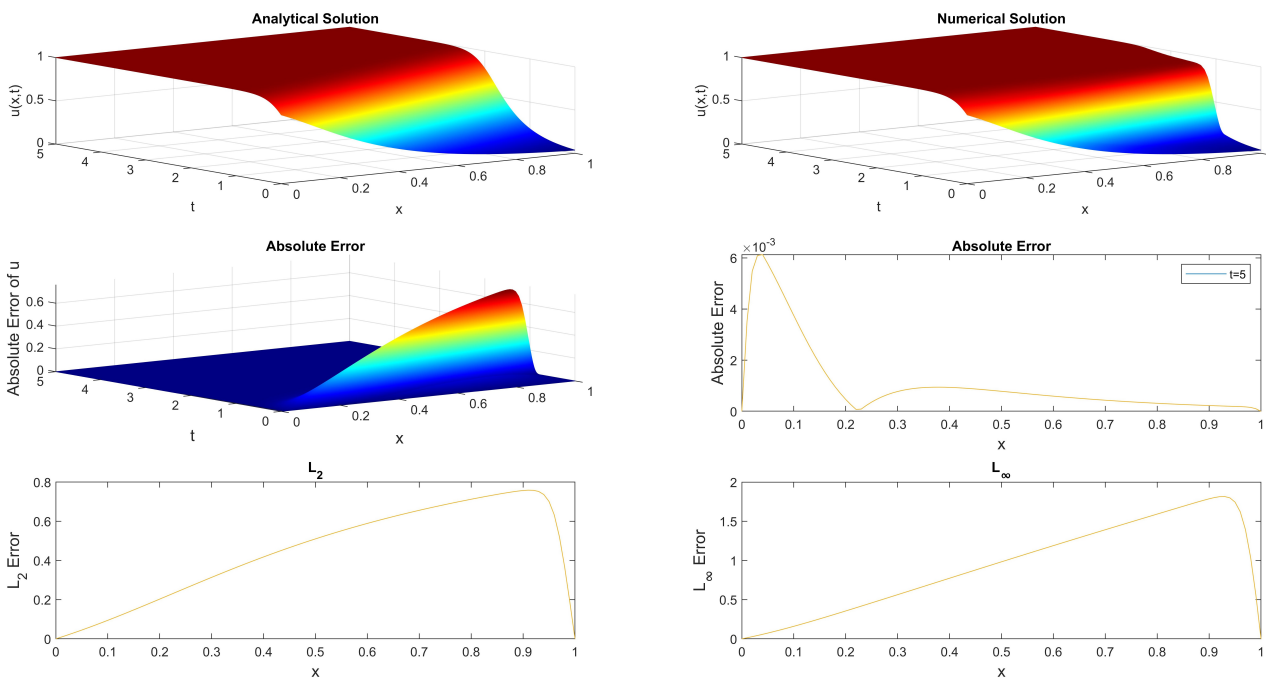 Analytical Solution
1
0.5
0
u(x,t)
5
4
3
2
1
0
t
0
0.2
0.4
0.6
0.8
1
x
Numerical Solution
1
0.5
0
u(x,t)
5
4
3
2
1
0
t
0
0.2
0.4
0.6
0.8
1
x
Absolute Error
0.6
0.4
0.2
0
Absolute Error of u
5
4
3
2
1
0
t
0
0.2
0.4
0.6
0.8
1
x
Absolute Error
×10⁻³
6
4
2
0
Absolute Error
t=5
0 0.1 0.2 0.3 0.4 0.5 0.6 0.7 0.8 0.9 1
x
L₂
0.8
0.6
0.4
0.2
0
L₂ Error
0 0.1 0.2 0.3 0.4 0.5 0.6 0.7 0.8 0.9 1
x
L∞
2
1.5
1
0.5
0
L∞ Error
0 0.1 0.2 0.3 0.4 0.5 0.6 0.7 0.8 0.9 1
x